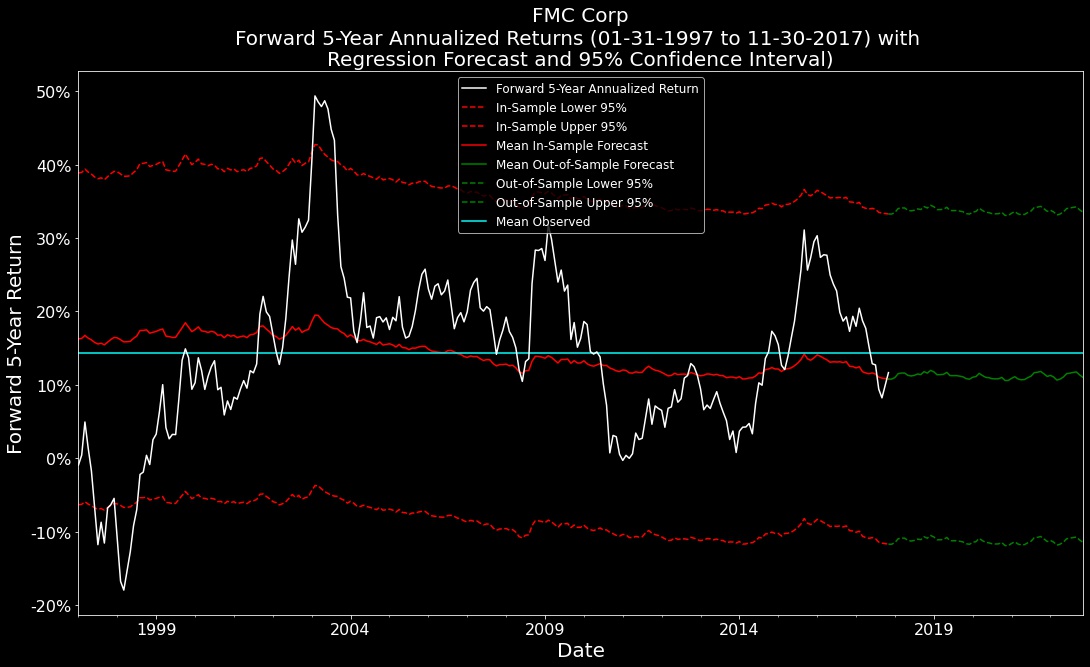 FMC Corp
Forward 5-Year Annualized Returns (01-31-1997 to 11-30-2017) with
Regression Forecast and 95% Confidence Interval)
Forward 5-Year Annualized Return
In-Sample Lower 95%
In-Sample Upper 95%
Mean In-Sample Forecast
Mean Out-of-Sample Forecast
Out-of-Sample Lower 95%
Out-of-Sample Upper 95%
Mean Observed
Forward 5-Year Return
50%
40%
30%
20%
10%
0%
-10%
-20%
1999
2004
2009
2014
2019
Date